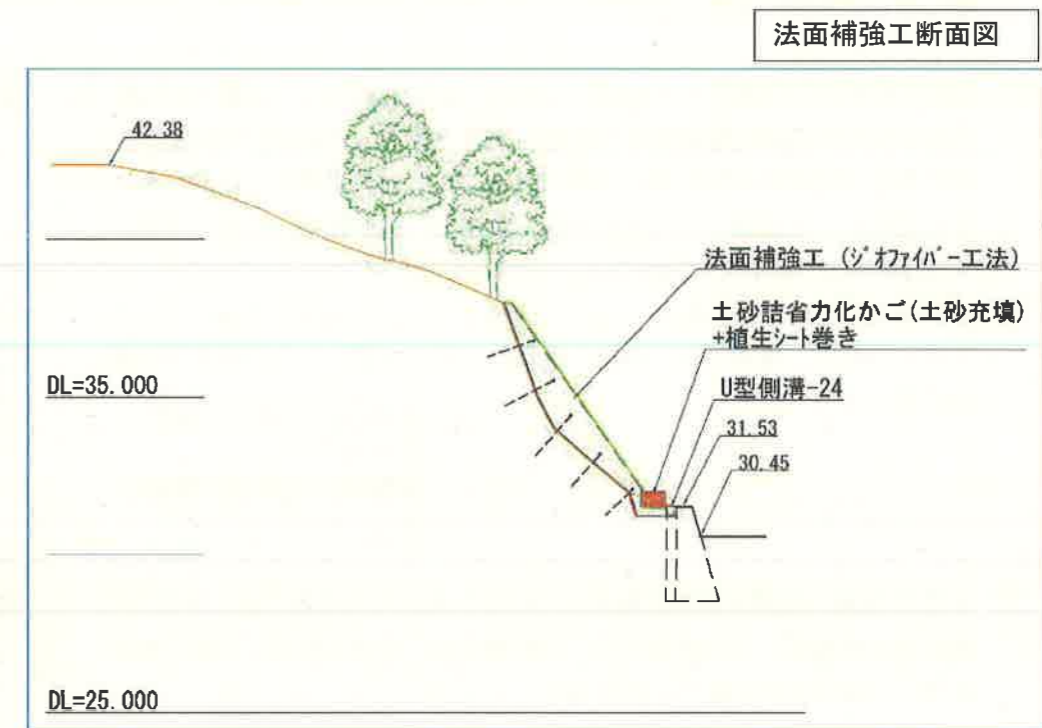 法面補強工断面図
42.38
法面補強工 (ｼﾞｵﾌｧｲﾊﾞｰ工法)
土砂詰省力化かご(土砂充填)
+植生ｼｰﾄ巻き
DL=35.000
U型側溝-24
31.53
30.45
DL=25.000